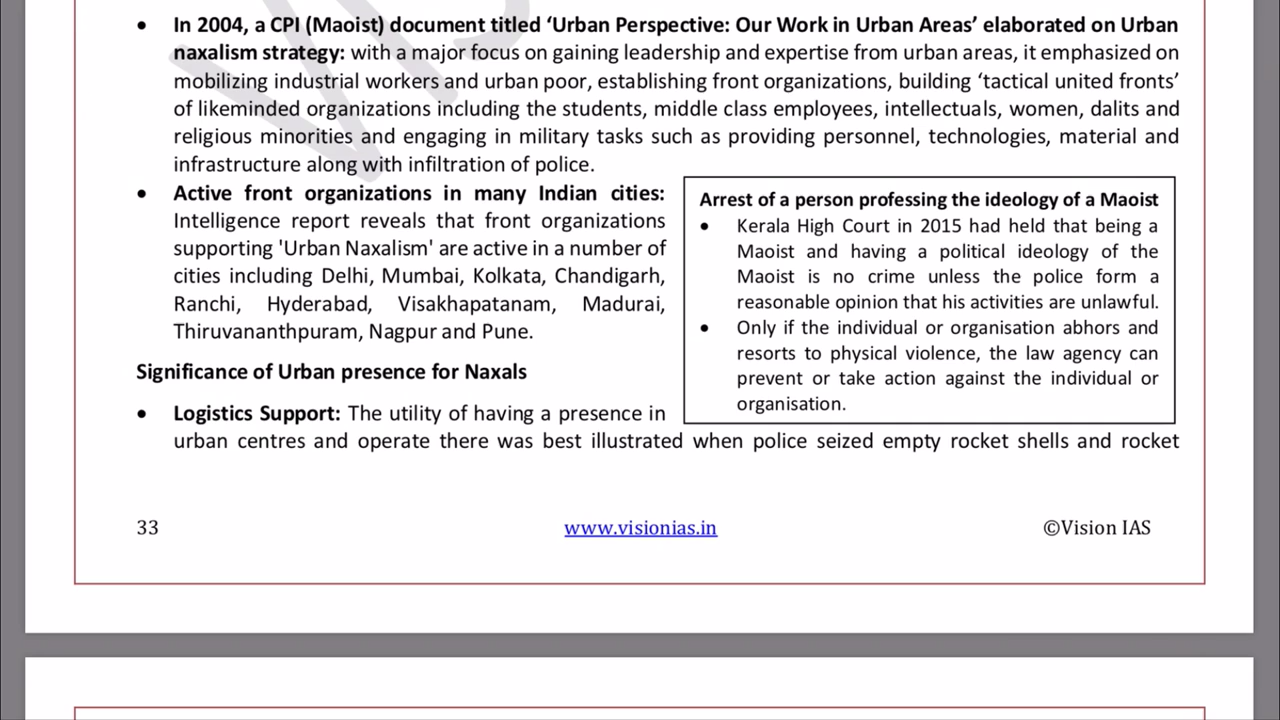 • In 2004, a CPI (Maoist) document titled ‘Urban Perspective: Our Work in Urban Areas’ elaborated on Urban
naxalism strategy: with a major focus on gaining leadership and expertise from urban areas, it emphasized on
mobilizing industrial workers and urban poor, establishing front organizations, building ‘tactical united fronts’
of likeminded organizations including the students, middle class employees, intellectuals, women, dalits and
religious minorities and engaging in military tasks such as providing personnel, technologies, material and
infrastructure along with infiltration of police.
• Active front organizations in many Indian cities:
Intelligence report reveals that front organizations
supporting 'Urban Naxalism' are active in a number of
cities including Delhi, Mumbai, Kolkata, Chandigarh,
Ranchi, Hyderabad, Visakhapatanam, Madurai,
Thiruvananthpuram, Nagpur and Pune.
Arrest of a person professing the ideology of a Maoist
• Kerala High Court in 2015 had held that being a
Maoist and having a political ideology of the
Maoist is no crime unless the police form a
reasonable opinion that his activities are unlawful.
• Only if the individual or organisation abhors and
resorts to physical violence, the law agency can
prevent or take action against the individual or
organisation.
Significance of Urban presence for Naxals
• Logistics Support: The utility of having a presence in
urban centres and operate there was best illustrated when police seized empty rocket shells and rocket
33
www.visionias.in
©Vision IAS